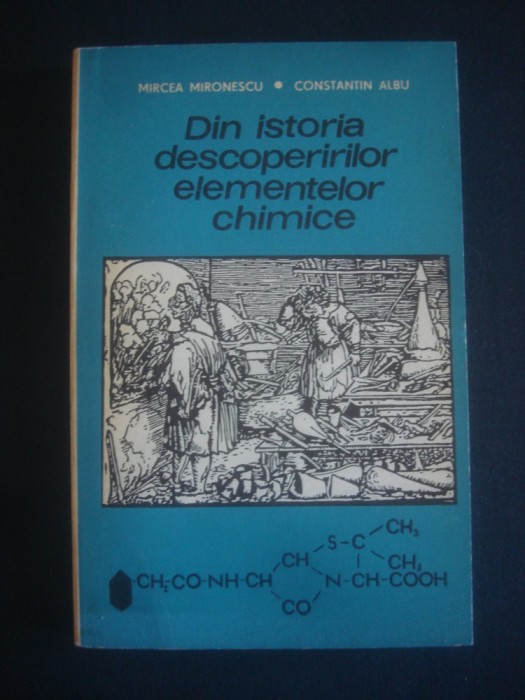 MIRCEA MIRONESCU • CONSTANTIN ALBU
Din istoria
descoperirilor
elementelor
chimice
S-C-CH₃
CH CH₃
CH₂CO-NH-CH N-CH-COOH
CO